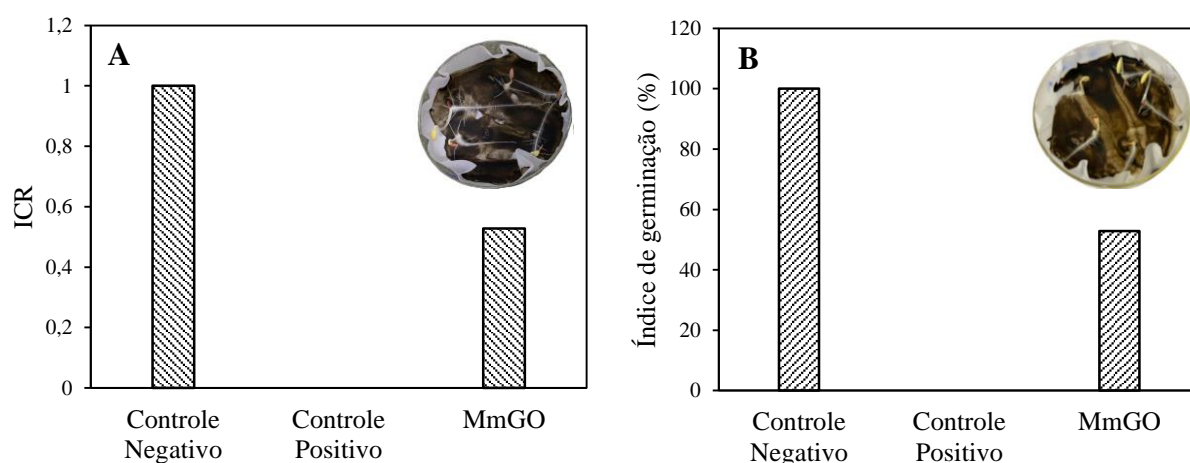 A
ICR
1,2
1
0,8
0,6
0,4
0,2
0
Controle
Negativo
Controle
Positivo
MmGO
B
Índice de germinação (%)
120
100
80
60
40
20
0
Controle
Negativo
Controle
Positivo
MmGO